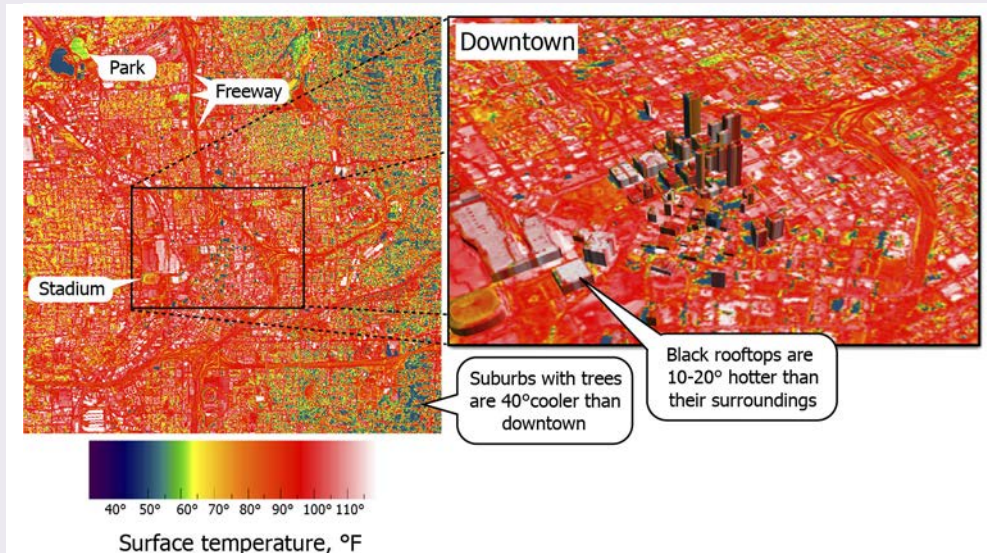 Park
Freeway
Stadium
Downtown
Black rooftops are
10-20° hotter than
their surroundings
Suburbs with trees
are 40°cooler than
downtown
40° 50° 60° 70° 80° 90° 100° 110°
Surface temperature, °F